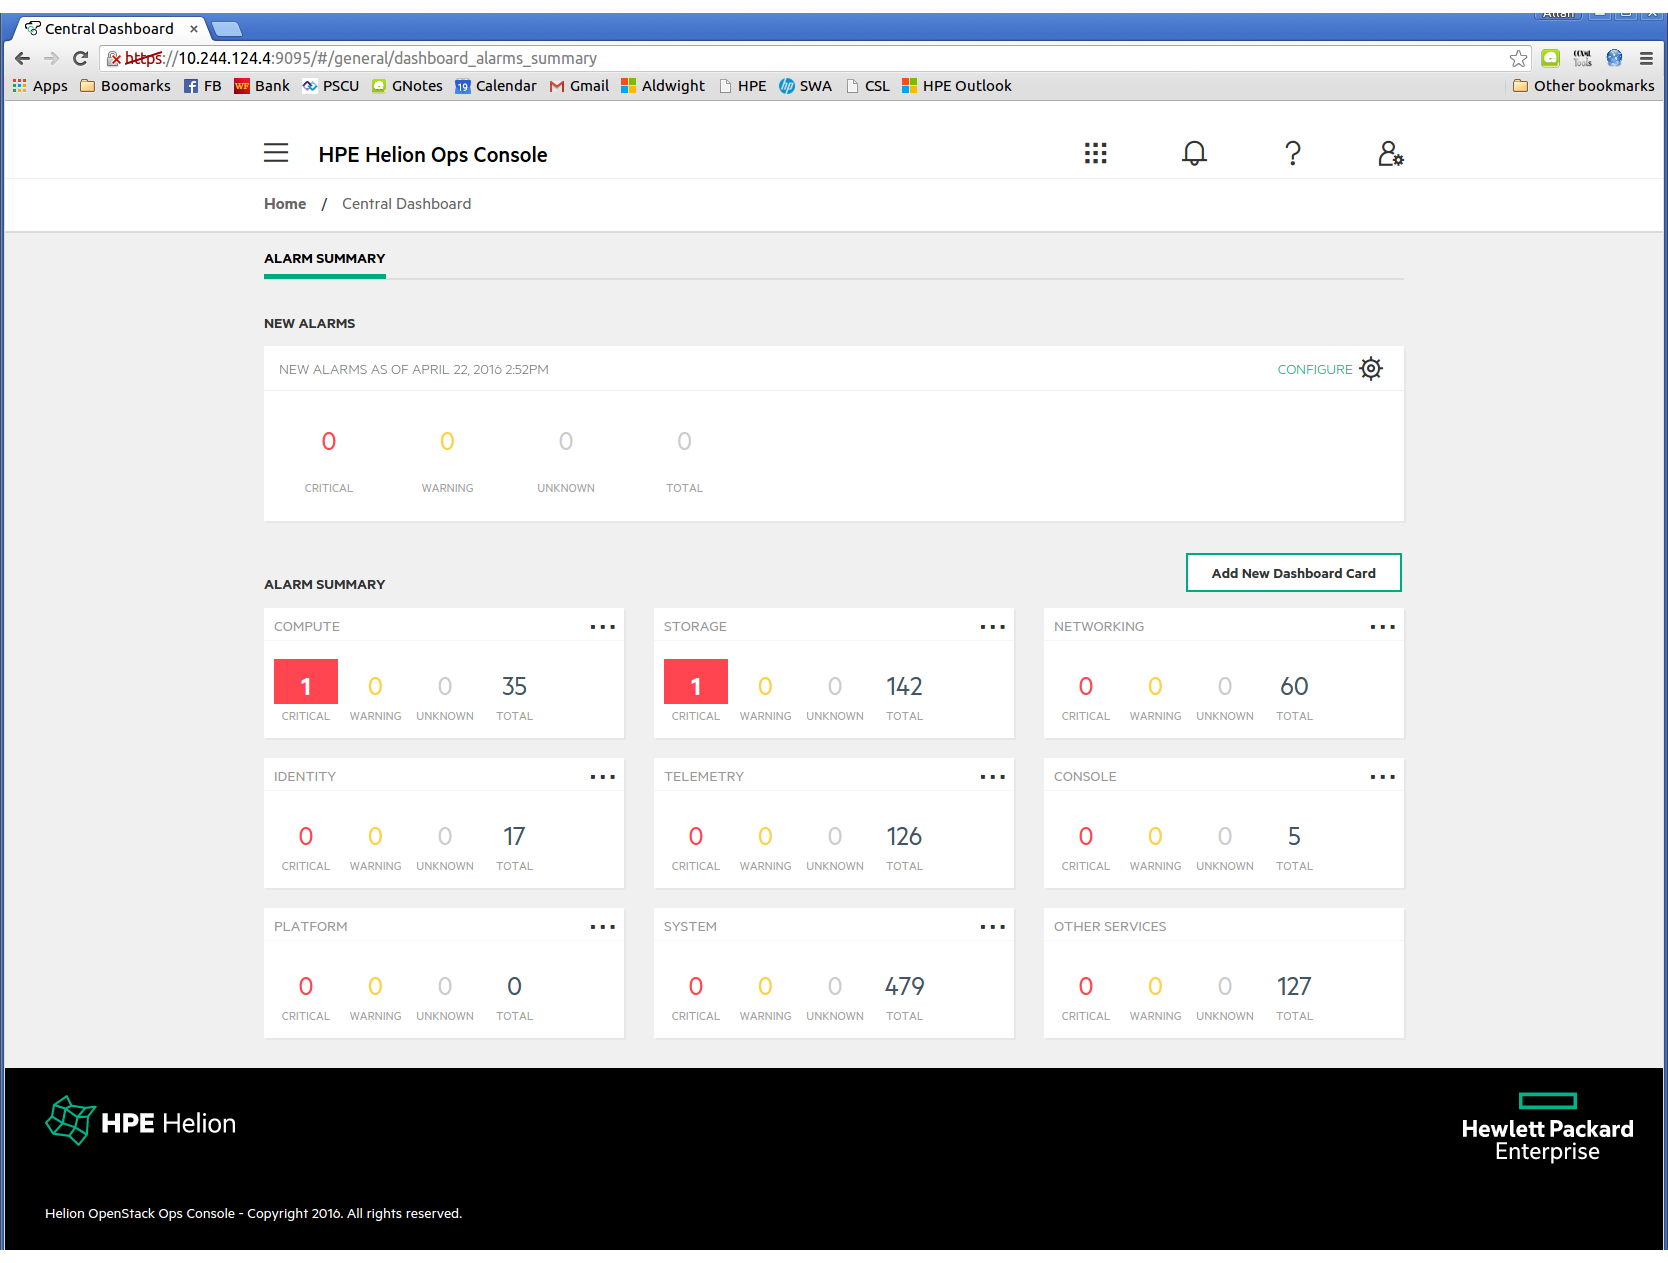 Central Dashboard ×
https://10.244.124.4:9095/#/general/dashboard_alarms_summary
Apps Boomarks FB Bank PSCU GNotes Calendar Gmail Aldwight HPE SWA CSL HPE Outlook Other bookmarks
HPE Helion Ops Console
Home / Central Dashboard
ALARM SUMMARY
NEW ALARMS
NEW ALARMS AS OF APRIL 22, 2016 2:52PM CONFIGURE
0 0 0 0
CRITICAL WARNING UNKNOWN TOTAL
Add New Dashboard Card
ALARM SUMMARY
COMPUTE
1 0 0 35
CRITICAL WARNING UNKNOWN TOTAL
STORAGE
1 0 0 142
CRITICAL WARNING UNKNOWN TOTAL
NETWORKING
0 0 0 60
CRITICAL WARNING UNKNOWN TOTAL
IDENTITY
0 0 0 17
CRITICAL WARNING UNKNOWN TOTAL
TELEMETRY
0 0 0 126
CRITICAL WARNING UNKNOWN TOTAL
CONSOLE
0 0 0 5
CRITICAL WARNING UNKNOWN TOTAL
PLATFORM
0 0 0 0
CRITICAL WARNING UNKNOWN TOTAL
SYSTEM
0 0 0 479
CRITICAL WARNING UNKNOWN TOTAL
OTHER SERVICES
0 0 0 127
CRITICAL WARNING UNKNOWN TOTAL
HPE Helion
Hewlett Packard
Enterprise
Helion OpenStack Ops Console - Copyright 2016. All rights reserved.